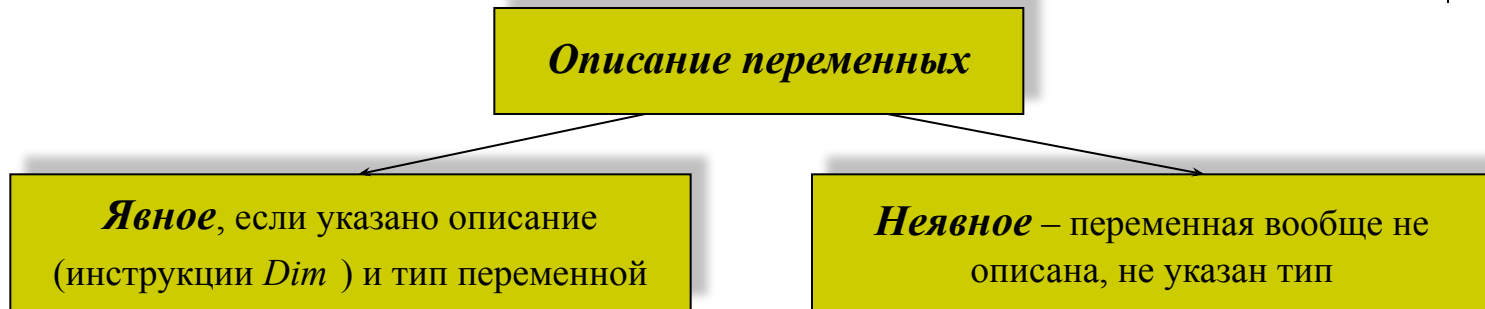 Описание переменных
Явное, если указано описание
(инструкции Dim ) и тип переменной
Неявное – переменная вообще не
описана, не указан тип